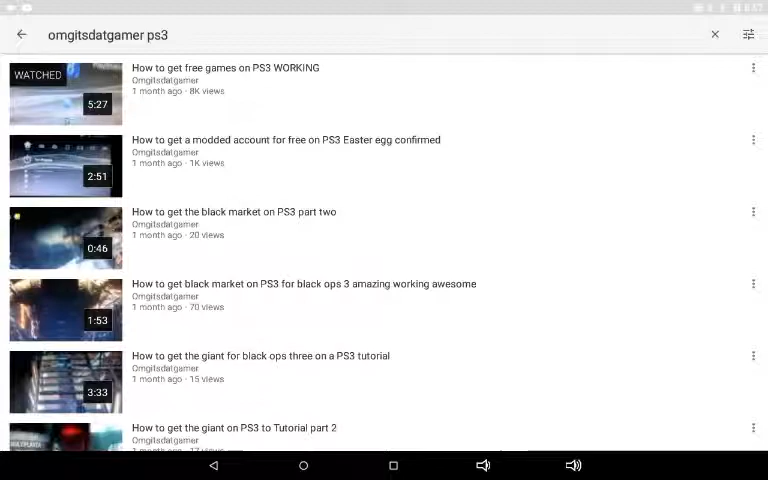 omgitsdatgamer ps3
WATCHED
5:27
How to get free games on PS3 WORKING
Omgitsdatgamer
1 month ago · 8K views
2:51
How to get a modded account for free on PS3 Easter egg confirmed
Omgitsdatgamer
1 month ago · 1K views
0:46
How to get the black market on PS3 part two
Omgitsdatgamer
1 month ago · 20 views
1:53
How to get black market on PS3 for black ops 3 amazing working awesome
Omgitsdatgamer
1 month ago · 70 views
3:33
How to get the giant for black ops three on a PS3 tutorial
Omgitsdatgamer
1 month ago · 15 views
How to get the giant on PS3 to Tutorial part 2
Omgitsdatgamer
1 month ago · 17 views